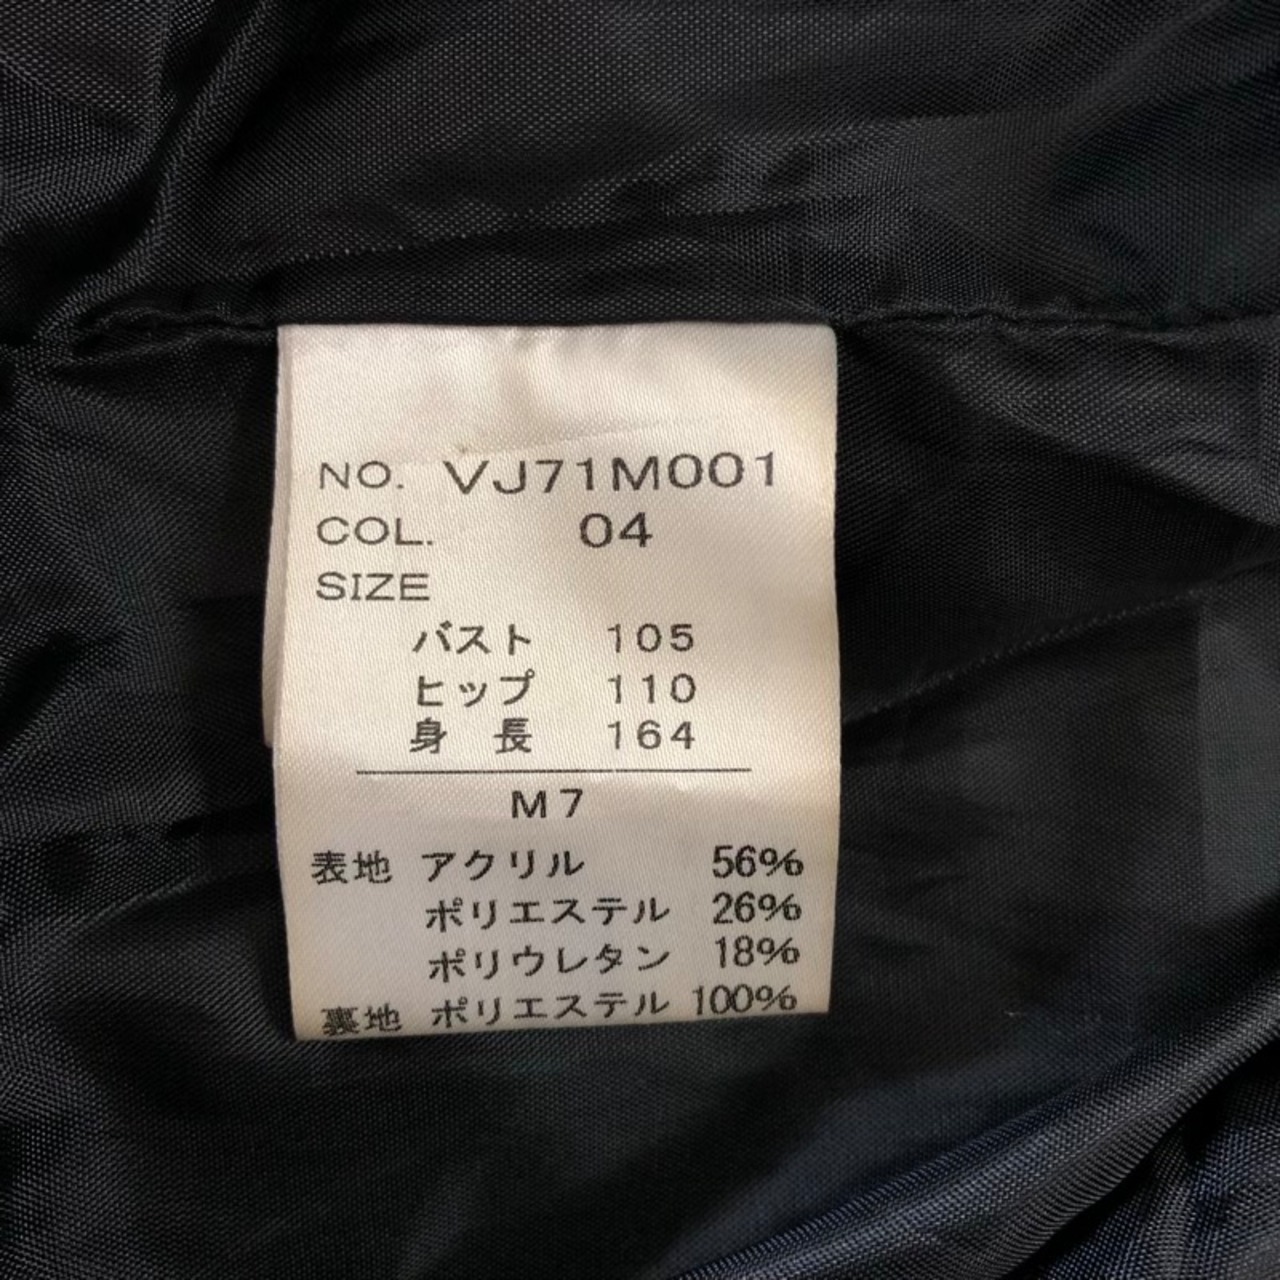 NO. VJ71M001
COL. 04
SIZE
バスト 105
ヒップ 110
身 長 164
M7
表地 アクリル 56%
ポリエステル 26%
ポリウレタン 18%
裏地 ポリエステル 100%